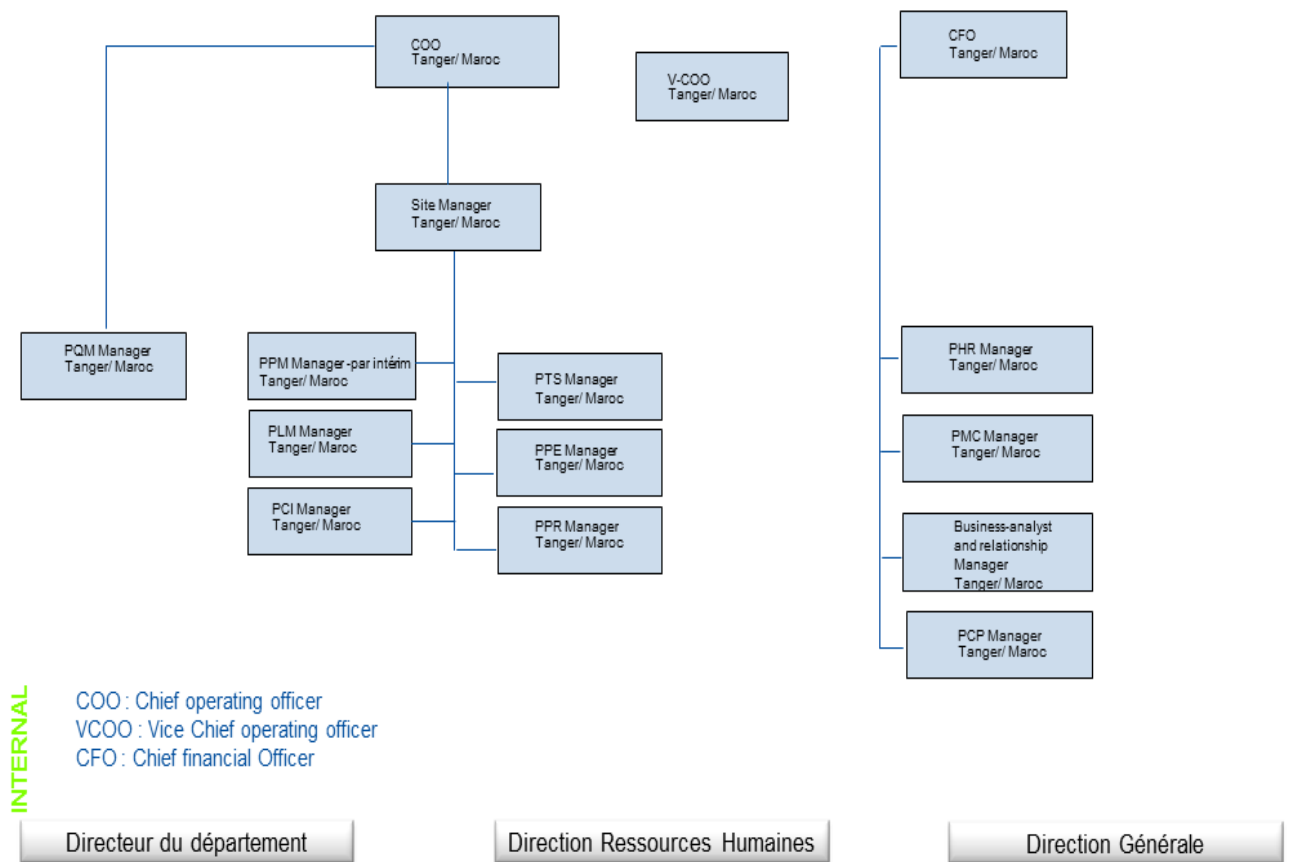 COO
Tanger/ Maroc
V-COO
Tanger/ Maroc
CFO
Tanger/ Maroc
Site Manager
Tanger/ Maroc
PQM Manager
Tanger/ Maroc
PPM Manager -par intérim
Tanger/ Maroc
PLM Manager
Tanger/ Maroc
PCI Manager
Tanger/ Maroc
PTS Manager
Tanger/ Maroc
PPE Manager
Tanger/ Maroc
PPR Manager
Tanger/ Maroc
PHR Manager
Tanger/ Maroc
PMC Manager
Tanger/ Maroc
Business-analyst
and relationship
Manager
Tanger/ Maroc
PCP Manager
Tanger/ Maroc
INTERNAL
COO : Chief operating officer
VCOO : Vice Chief operating officer
CFO : Chief financial Officer
Directeur du département
Direction Ressources Humaines
Direction Générale